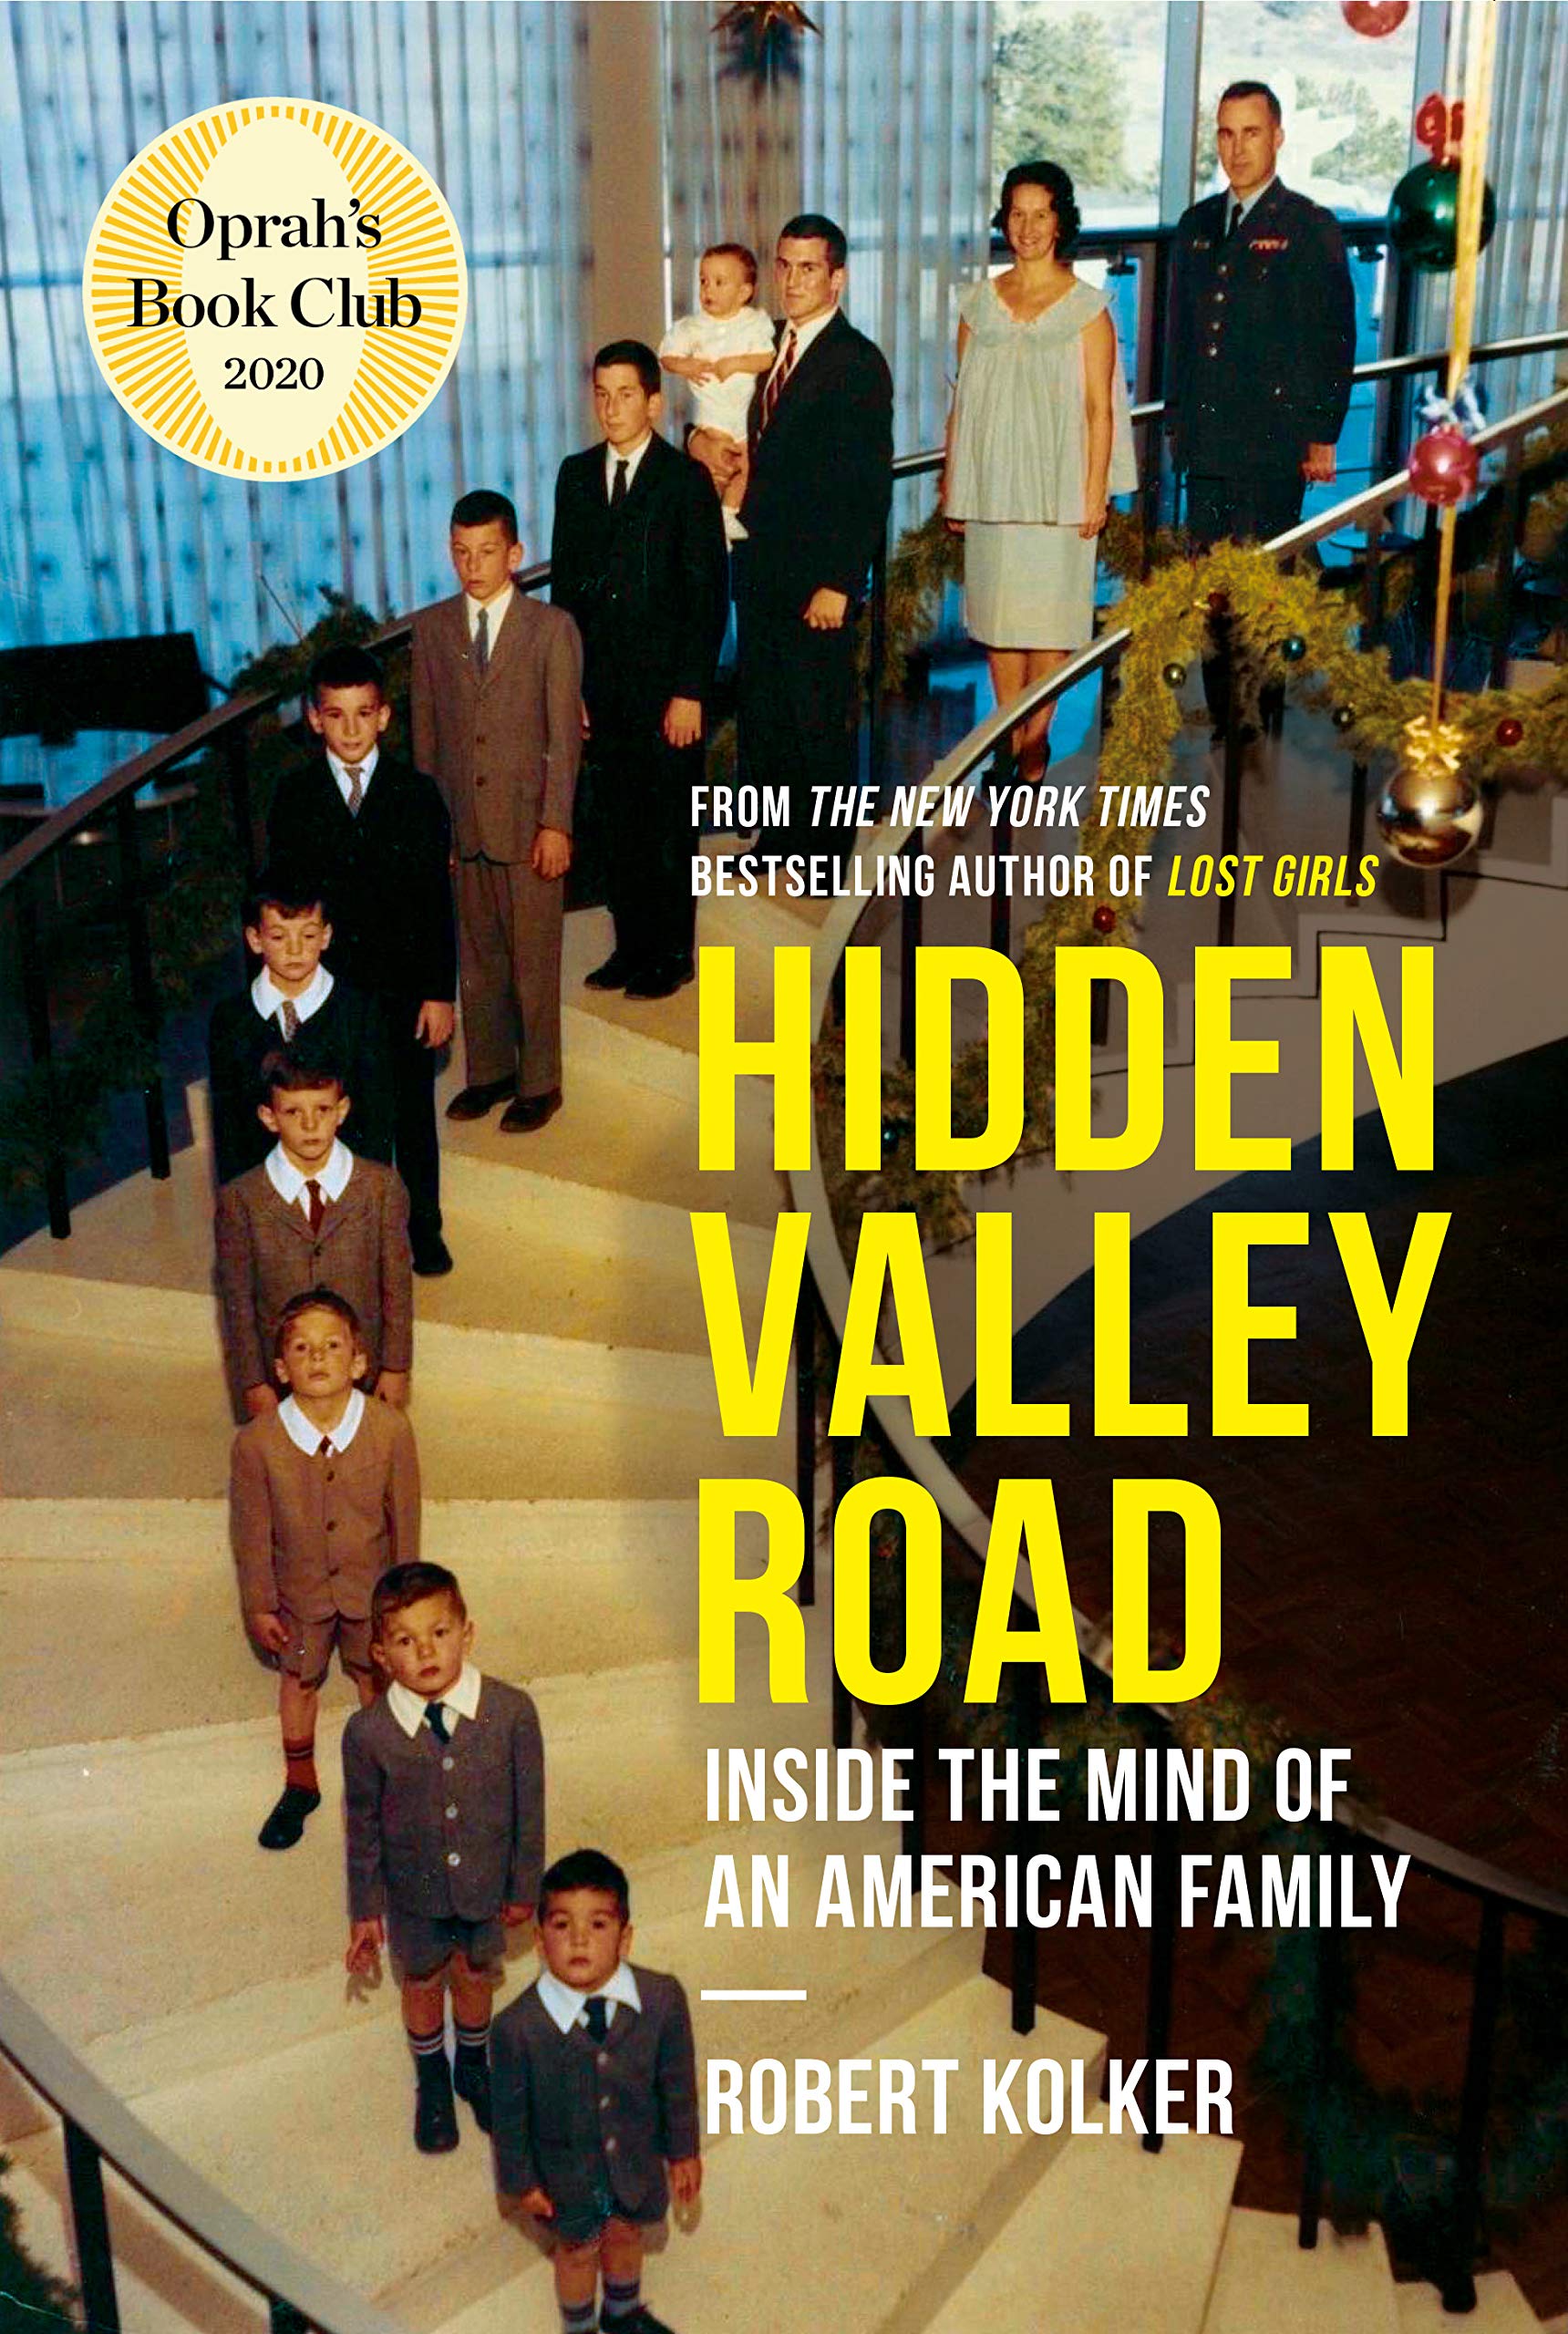 Oprah's
Book Club
2020
FROM THE NEW YORK TIMES
BESTSELLING AUTHOR OF LOST GIRLS
HIDDEN
VALLEY
ROAD
INSIDE THE MIND OF
AN AMERICAN FAMILY
ROBERT KOLKER